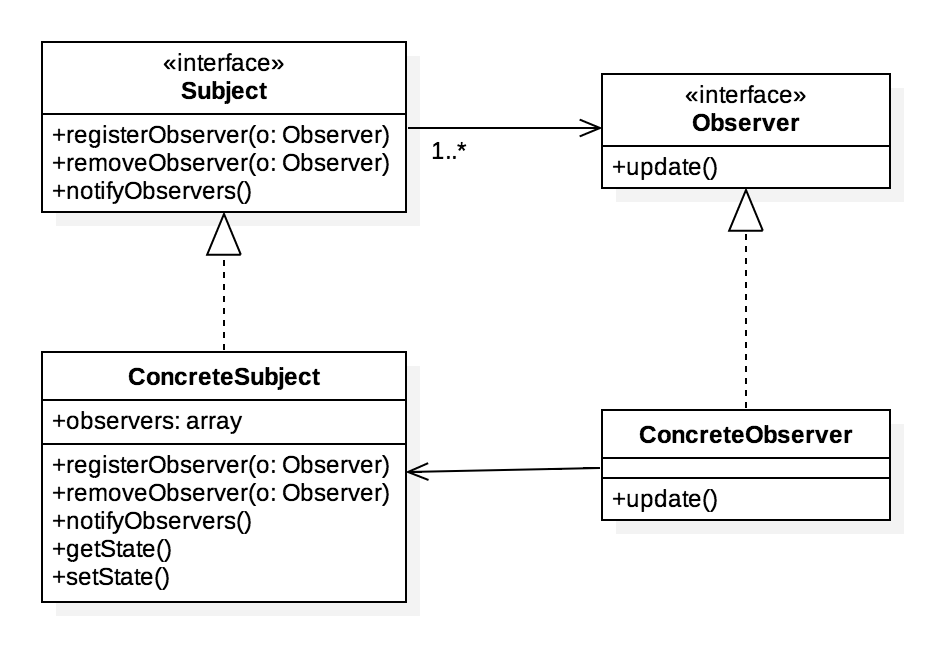 «interface»
Subject
+registerObserver(o: Observer)
+removeObserver(o: Observer)
+notifyObservers()
1..*
«interface»
Observer
+update()
ConcreteSubject
+observers: array
+registerObserver(o: Observer)
+removeObserver(o: Observer)
+notifyObservers()
+getState()
+setState()
ConcreteObserver
+update()